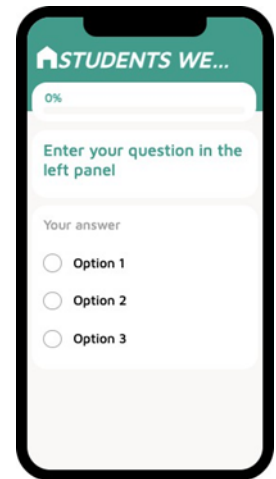 STUDENTS WE...
0%
Enter your question in the
left panel
Your answer
Option 1
Option 2
Option 3